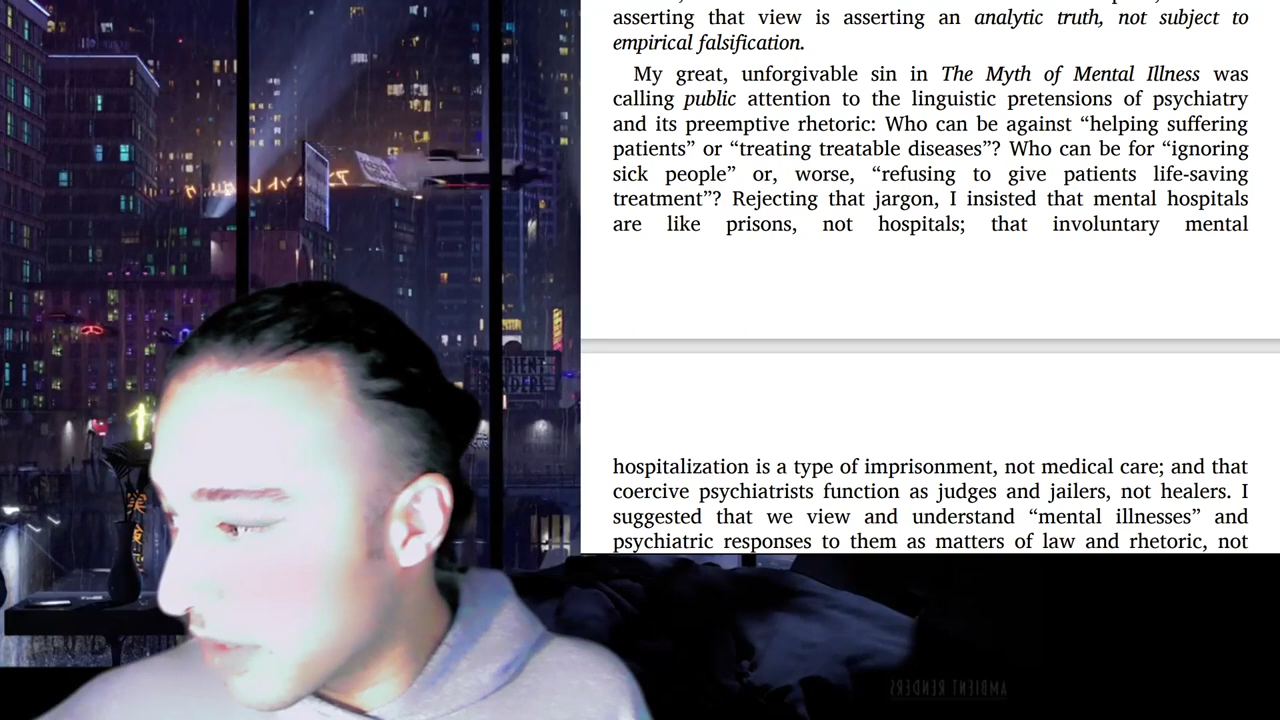 asserting that view is asserting an analytic truth, not subject to
empirical falsification.
My great, unforgivable sin in The Myth of Mental Illness was
calling public attention to the linguistic pretensions of psychiatry
and its preemptive rhetoric: Who can be against “helping suffering
patients” or “treating treatable diseases”? Who can be for “ignoring
sick people” or, worse, “refusing to give patients life-saving
treatment”? Rejecting that jargon, I insisted that mental hospitals
are like prisons, not hospitals; that involuntary mental
hospitalization is a type of imprisonment, not medical care; and that
coercive psychiatrists function as judges and jailers, not healers. I
suggested that we view and understand “mental illnesses” and
psychiatric responses to them as matters of law and rhetoric, not
AMBIENT RENDERS